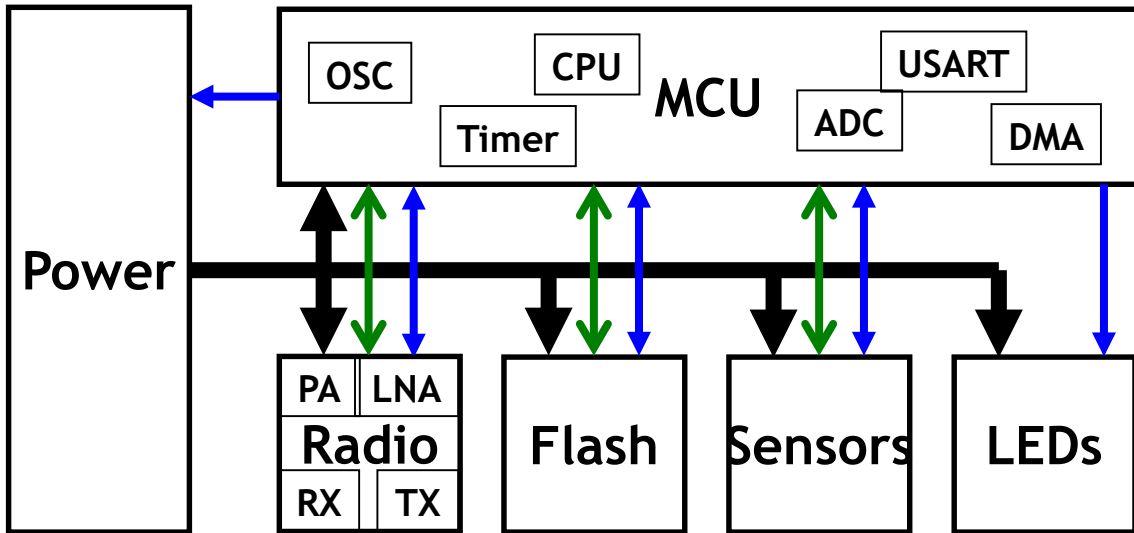 OSC
CPU
USART
MCU
Timer
ADC
DMA
Power
PA
LNA
Radio
RX
TX
Flash
Sensors
LEDs